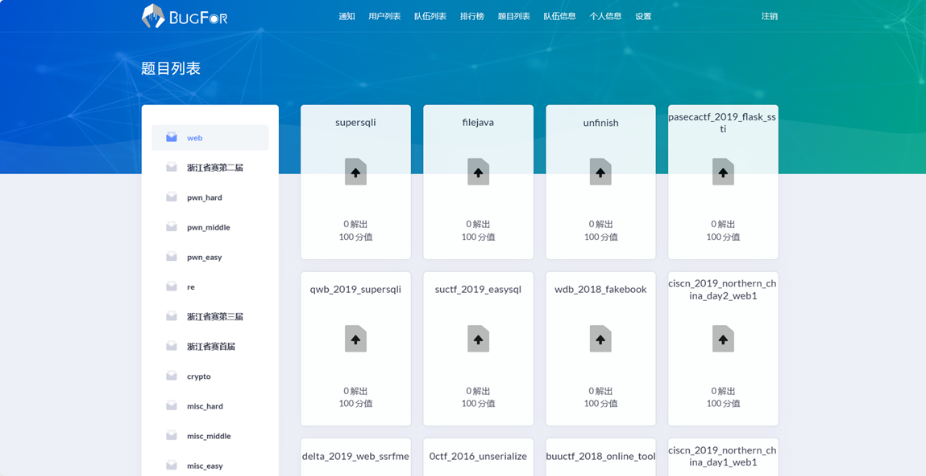 BugFor
通知 用户列表 队伍列表 排行榜 题目列表 队伍信息 个人信息 设置 注销
题目列表
web
浙江省赛第二届
pwn_hard
pwn_middle
pwn_easy
re
浙江省赛第三届
浙江省赛首届
crypto
misc_hard
misc_middle
misc_easy
supersqli
0 解出
100 分值
filejava
0 解出
100 分值
unfinish
0 解出
100 分值
pasecactf_2019_flask_ss
ti
0 解出
100 分值
qwb_2019_supersqli
0 解出
100 分值
suctf_2019_easysql
0 解出
100 分值
wdb_2018_fakebook
0 解出
100 分值
ciscn_2019_northern_ch
ina_day2_web1
0 解出
100 分值
delta_2019_web_ssrfme
0ctf_2016_unserialize
buuctf_2018_online_tool
ciscn_2019_northern_ch
ina_day1_web1